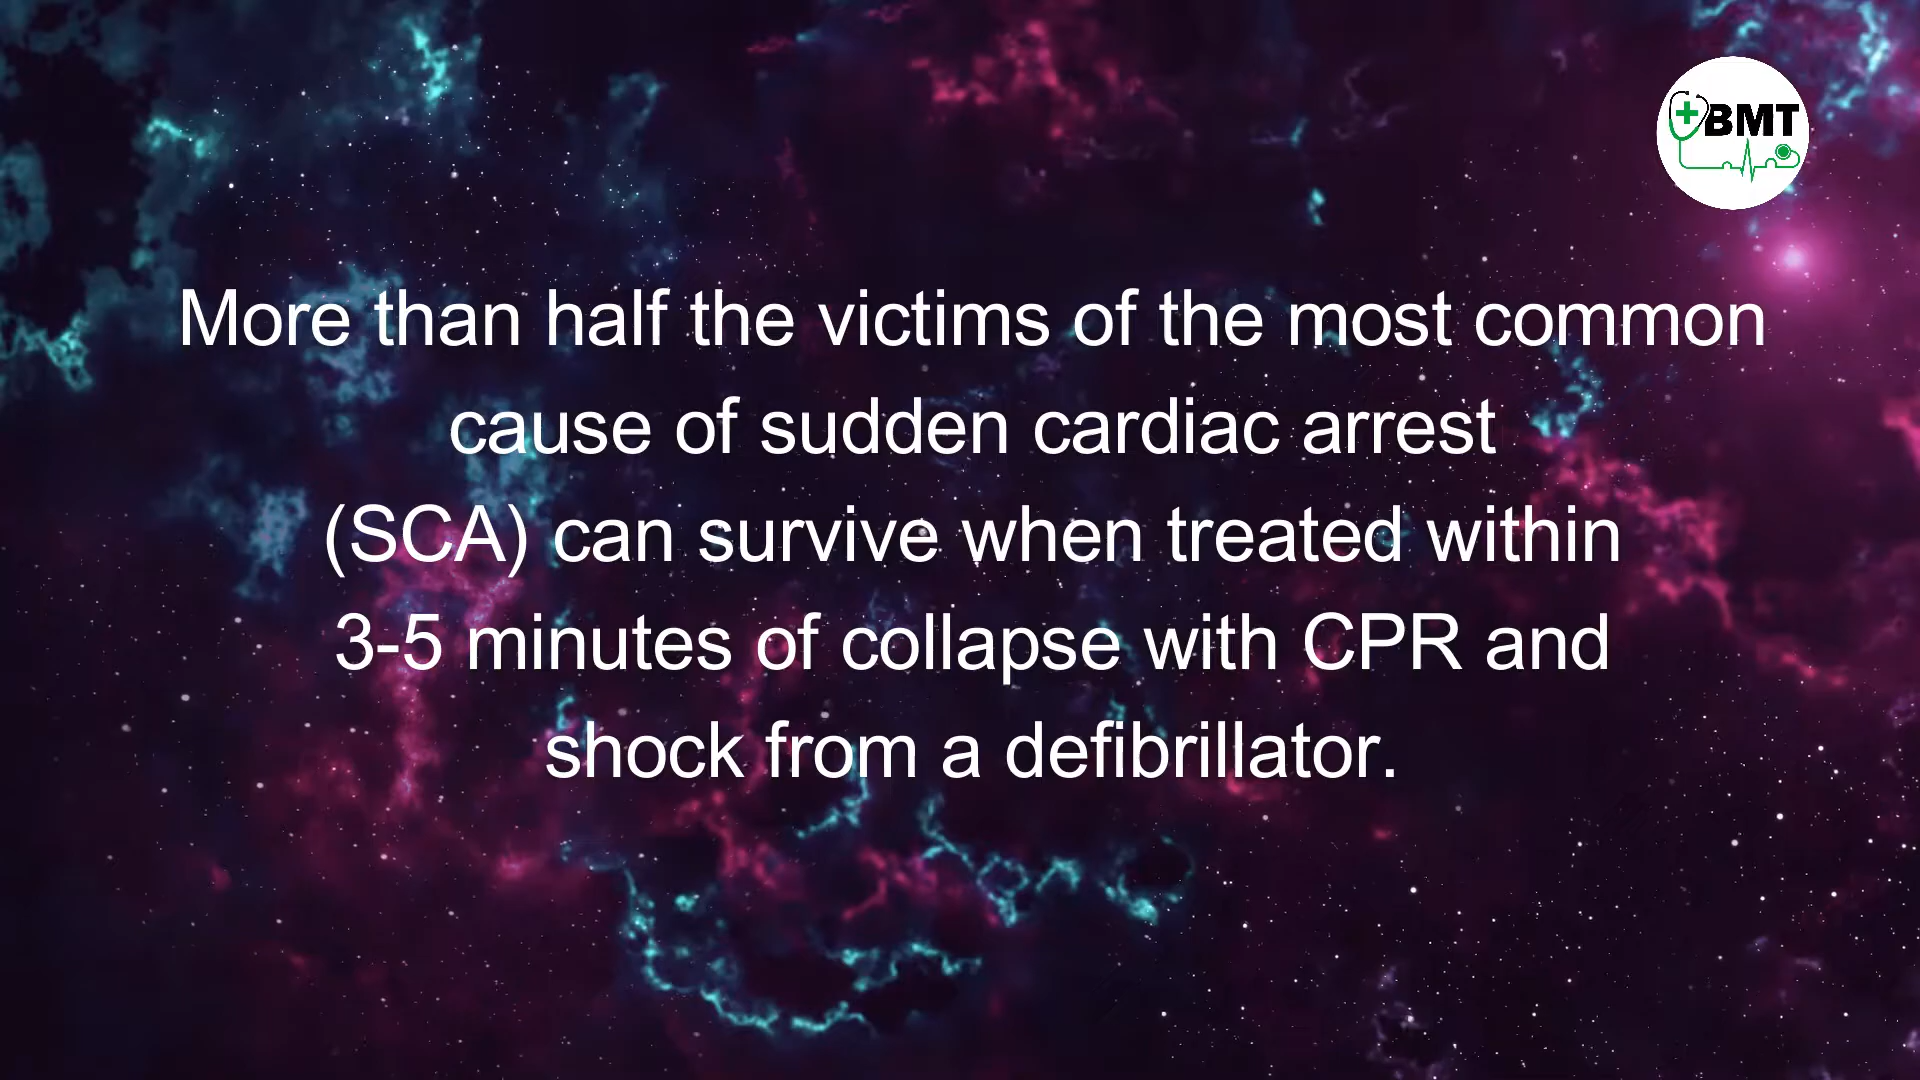 BMT
More than half the victims of the most common
cause of sudden cardiac arrest
(SCA) can survive when treated within
3-5 minutes of collapse with CPR and
shock from a defibrillator.